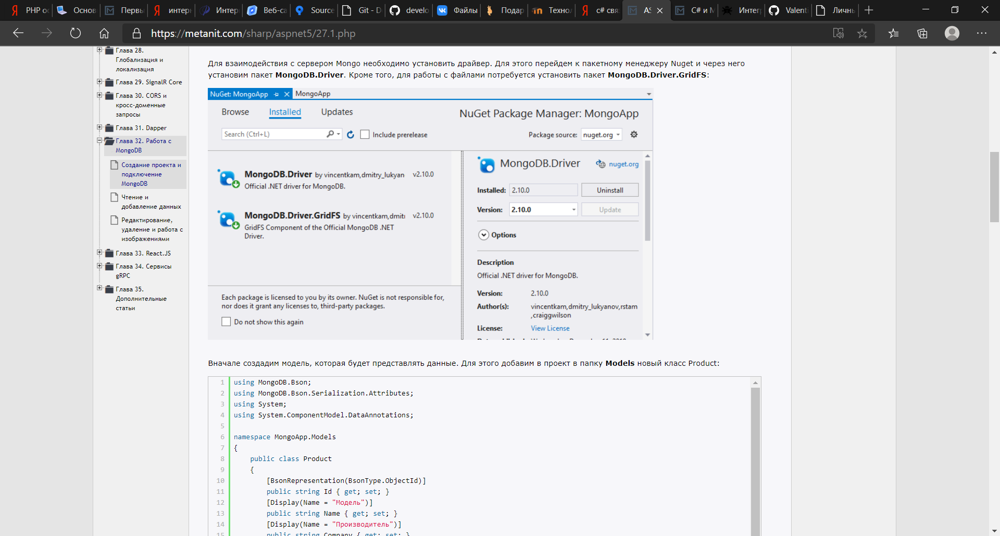 PHP ос
Основ
Первы
интерн
Интер
Веб-са
Source
Git - D
develo
Файлы
Подар
Техно
c# свя
AS
C# и M
Интег
Valent
Личнь
https://metanit.com/sharp/aspnet5/27.1.php
Глава 28.
Глобализация и
локализация
Глава 29. SignalR Core
Глава 30. CORS и
кросс-доменные
запросы
Глава 31. Dapper
Глава 32. Работа с
MongoDB
Создание проекта и
подключение
MongoDB
Чтение и
добавление данных
Редактирование,
удаление и работа с
изображениями
Глава 33. React.JS
Глава 34. Сервисы
gRPC
Глава 35.
Дополнительные
статьи
Для взаимодействия с сервером Mongo необходимо установить драйвер. Для этого перейдем к пакетному менеджеру Nuget и через него
установим пакет MongoDB.Driver. Кроме того, для работы с файлами потребуется установить пакет MongoDB.Driver.GridFS:
NuGet: MongoApp
MongoApp
Browse Installed Updates
NuGet Package Manager: MongoApp
Search (Ctrl+L)
Include prerelease
Package source: nuget.org
MongoDB.Driver by vincentkam,dmitry_lukyan v2.10.0
Official .NET driver for MongoDB.
MongoDB.Driver.GridFS by vincentkam,dmitr v2.10.0
GridFS Component of the Official MongoDB .NET
Driver.
Each package is licensed to you by its owner. NuGet is not responsible for,
nor does it grant any licenses to, third-party packages.
Do not show this again
MongoDB.Driver
nuget.org
Installed: 2.10.0 Uninstall
Version: 2.10.0 Update
Options
Description
Official .NET driver for MongoDB.
Version: 2.10.0
Author(s): vincentkam,dmitry_lukyanov,rstam
,craiggwilson
License: View License
Вначале создадим модель, которая будет представлять данные. Для этого добавим в проект в папку Models новый класс Product:
1 using MongoDB.Bson;
2 using MongoDB.Bson.Serialization.Attributes;
3 using System;
4 using System.ComponentModel.DataAnnotations;
5
6 namespace MongoApp.Models
7 {
8 public class Product
9 {
10 [BsonRepresentation(BsonType.ObjectId)]
11 public string Id { get; set; }
12 [Display(Name = "Модель")]
13 public string Name { get; set; }
14 [Display(Name = "Производитель")]
15 public string Company { get; set; }